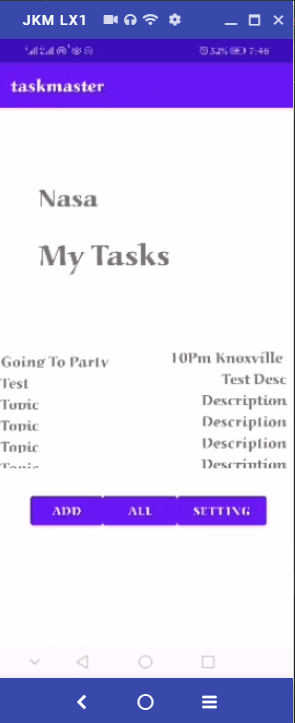 JKM LX1
52% 7:46
taskmaster
Nasa
My Tasks
Going To Party 10Pm Knoxville
Test Test Desc
Topic Description
Topic Description
Topic Description
Topic Description
ADD ALL SETTING